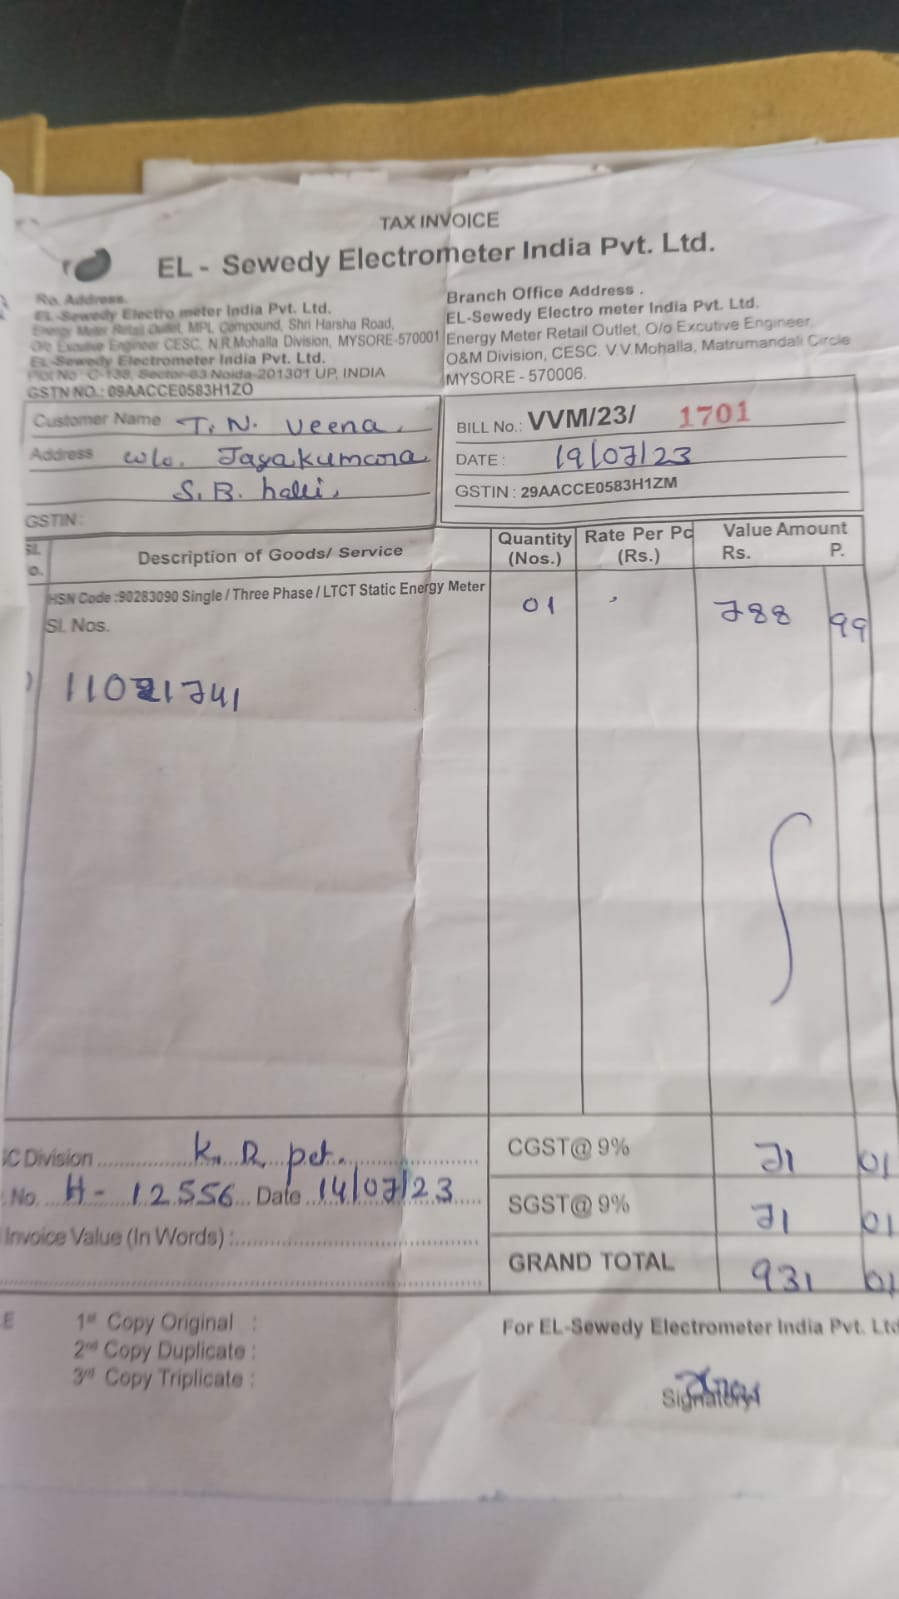 TAX INVOICE
EL - Sewedy Electrometer India Pvt. Ltd.
Ro. Address.
EL-Sewedy Electro meter India Pvt. Ltd.
Energy Meter Retail Outlet, MPL Compound, Shri Harsha Road,
O/o Excutive Engineer CESC, N.R.Mohalla Division, MYSORE-570001
EL-Sewedy Electrometer India Pvt. Ltd.
Plot No C-138, Sector-63 Noida-201301 UP, INDIA
GSTN NO.: 09AACCE0583H1ZO
Branch Office Address .
EL-Sewedy Electro meter India Pvt. Ltd.
Energy Meter Retail Outlet, O/o Excutive Engineer,
O&M Division, CESC. V.V.Mohalla, Matrumandali Circle
MYSORE - 570006.
Customer Name T. N. Veena.
Address w/o. Jayakumara
S. B. halli,
GSTIN:
BILL No.: VVM/23/ 1701
DATE : 19/07/23
GSTIN : 29AACCE0583H1ZM
Description of Goods/ Service Quantity (Nos.) Rate Per Pc (Rs.) Value Amount Rs. P.
HSN Code :90283090 Single / Three Phase / LTCT Static Energy Meter 01 788 99
Sl. Nos.
11021741
C Division K. R. pet.
No. H - 12556 Date 14/07/23
Invoice Value (In Words) :
CGST@ 9% 71 01
SGST@ 9% 71 01
GRAND TOTAL 931 01
1st Copy Original :
2nd Copy Duplicate :
3rd Copy Triplicate :
For EL-Sewedy Electrometer India Pvt. Ltd
Signatory